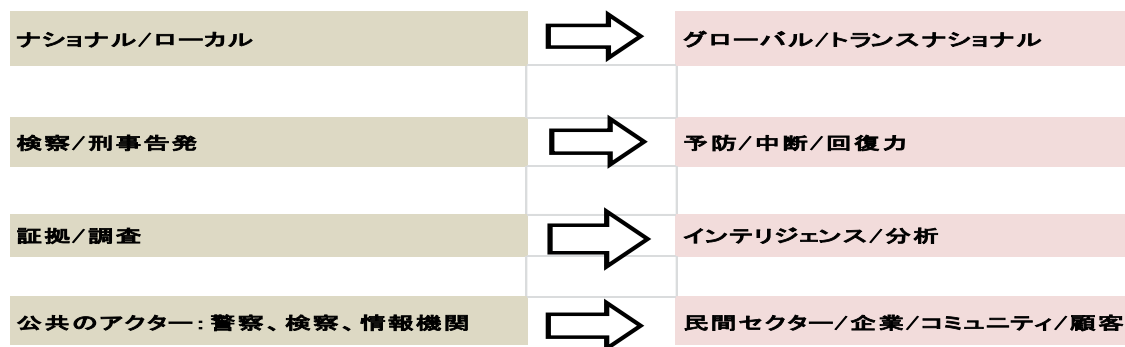 ナショナル/ローカル
グローバル/トランスナショナル
検察/刑事告発
予防/中断/回復力
証拠/調査
インテリジェンス/分析
公共のアクター:警察、検察、情報機関
民間セクター/企業/コミュニティ/顧客